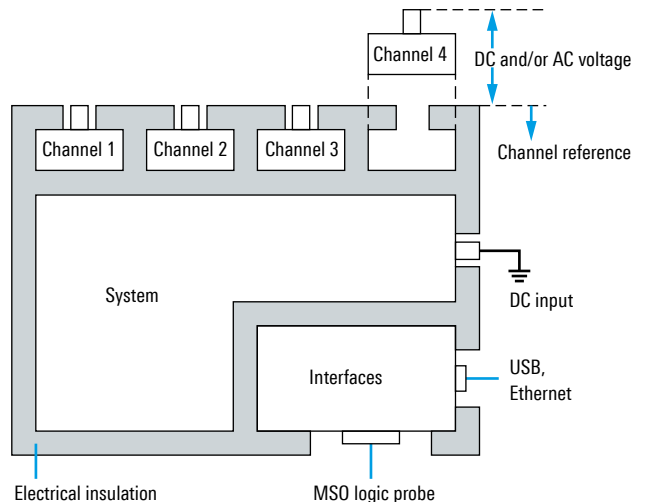 Channel 4
DC and/or AC voltage
Channel 1
Channel 2
Channel 3
Channel reference
System
DC input
Interfaces
USB,
Ethernet
Electrical insulation
MSO logic probe